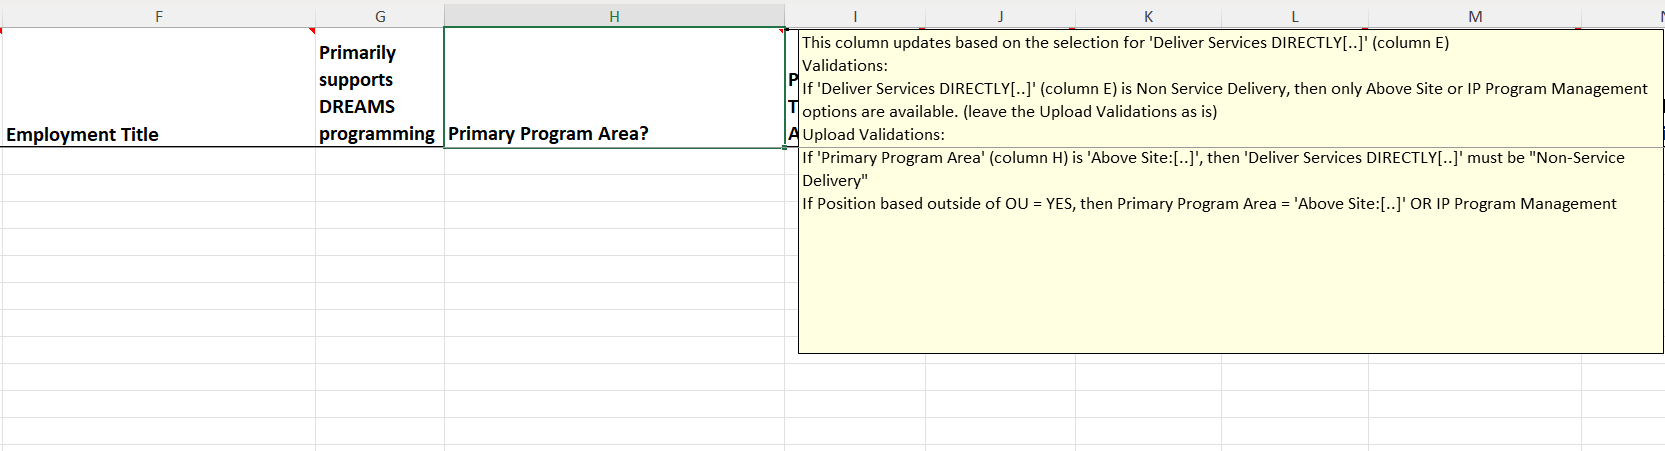 F G H I J K L M
Primarily
supports
DREAMS
Employment Title programming Primary Program Area?
This column updates based on the selection for 'Deliver Services DIRECTLY[..]' (column E)
Validations:
If 'Deliver Services DIRECTLY[..]' (column E) is Non Service Delivery, then only Above Site or IP Program Management
options are available. (leave the Upload Validations as is)
Upload Validations:
If 'Primary Program Area' (column H) is 'Above Site:[..]', then 'Deliver Services DIRECTLY[..]' must be "Non-Service
Delivery"
If Position based outside of OU = YES, then Primary Program Area = 'Above Site:[..]' OR IP Program Management